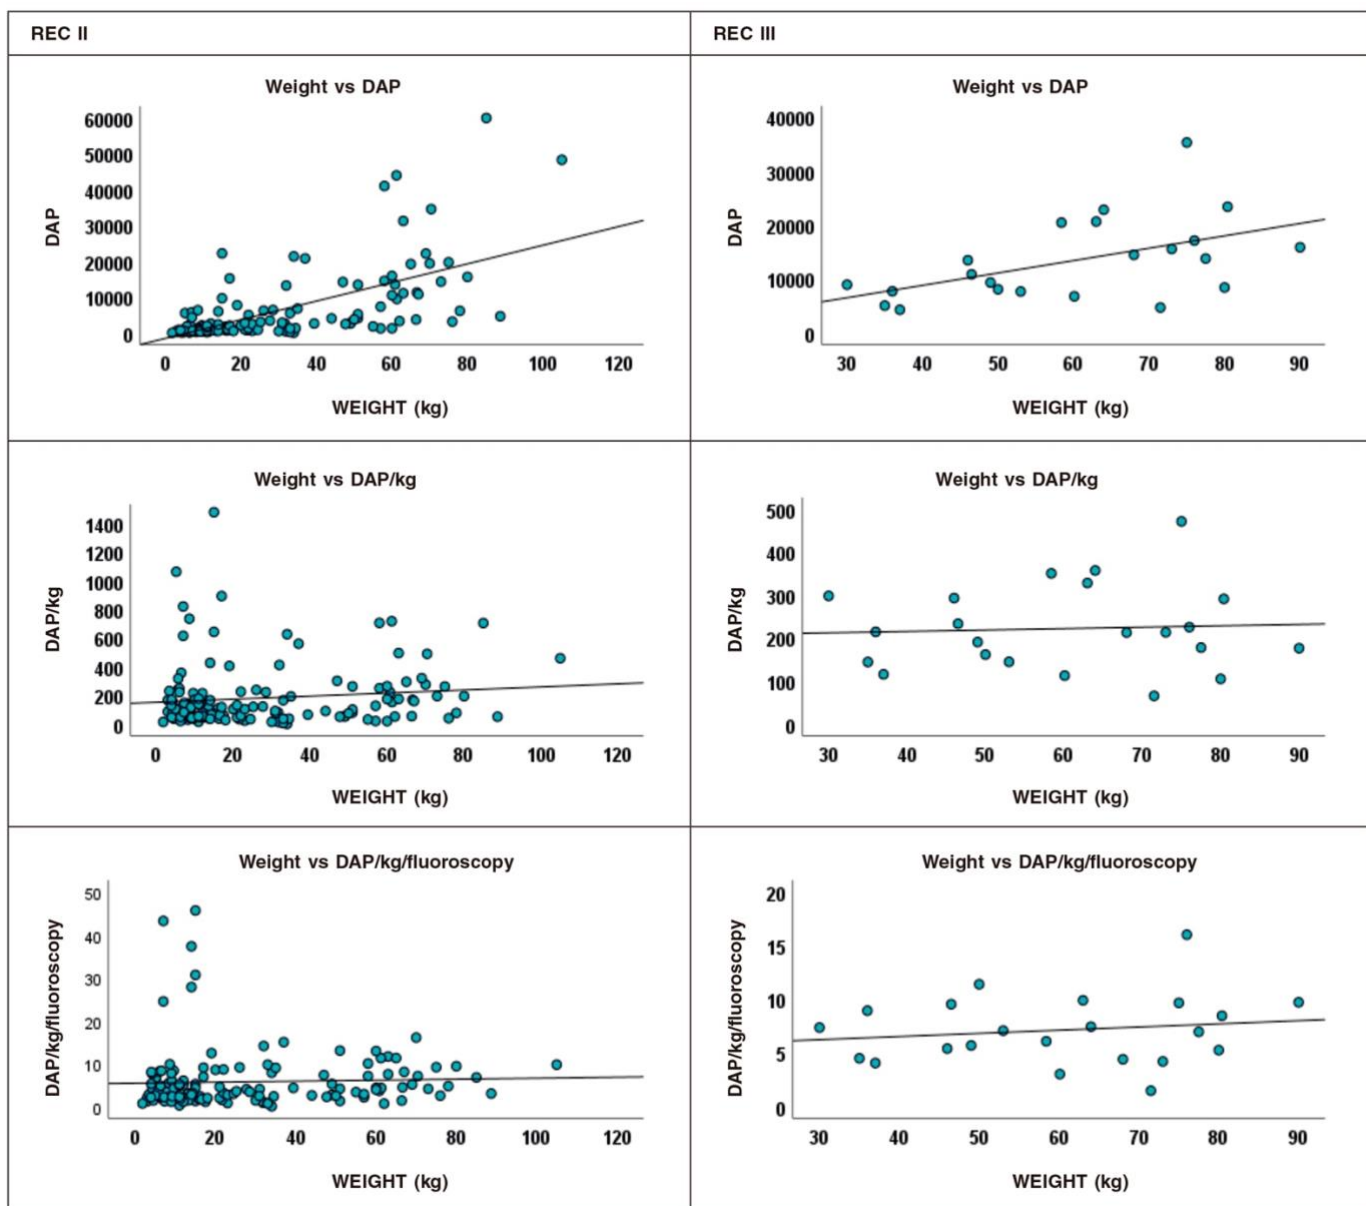 REC II
REC III
Weight vs DAP
DAP
60000
50000
40000
30000
20000
10000
0
0 20 40 60 80 100 120
WEIGHT (kg)
Weight vs DAP
DAP
40000
30000
20000
10000
0
30 40 50 60 70 80 90
WEIGHT (kg)
Weight vs DAP/kg
DAP/kg
1400
1200
1000
800
600
400
200
0
0 20 40 60 80 100 120
WEIGHT (kg)
Weight vs DAP/kg
DAP/kg
500
400
300
200
100
0
30 40 50 60 70 80 90
WEIGHT (kg)
Weight vs DAP/kg/fluoroscopy
DAP/kg/fluoroscopy
50
40
30
20
10
0
0 20 40 60 80 100 120
WEIGHT (kg)
Weight vs DAP/kg/fluoroscopy
DAP/kg/fluoroscopy
20
15
10
5
0
30 40 50 60 70 80 90
WEIGHT (kg)